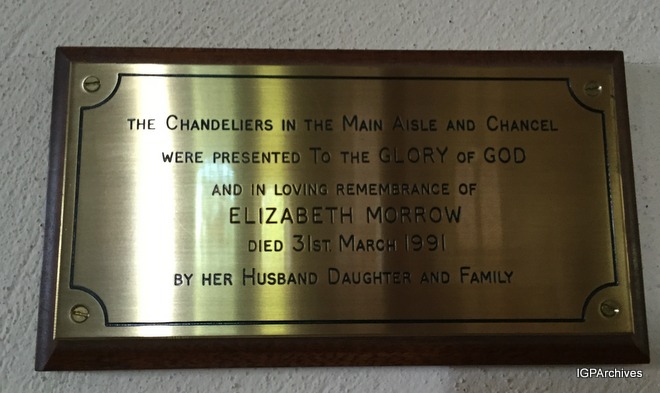 THE CHANDELIERS IN THE MAIN AISLE AND CHANCEL
WERE PRESENTED TO THE GLORY OF GOD
AND IN LOVING REMEMBRANCE OF
ELIZABETH MORROW
DIED 31ST. MARCH 1991
BY HER HUSBAND DAUGHTER AND FAMILY
IGPArchives